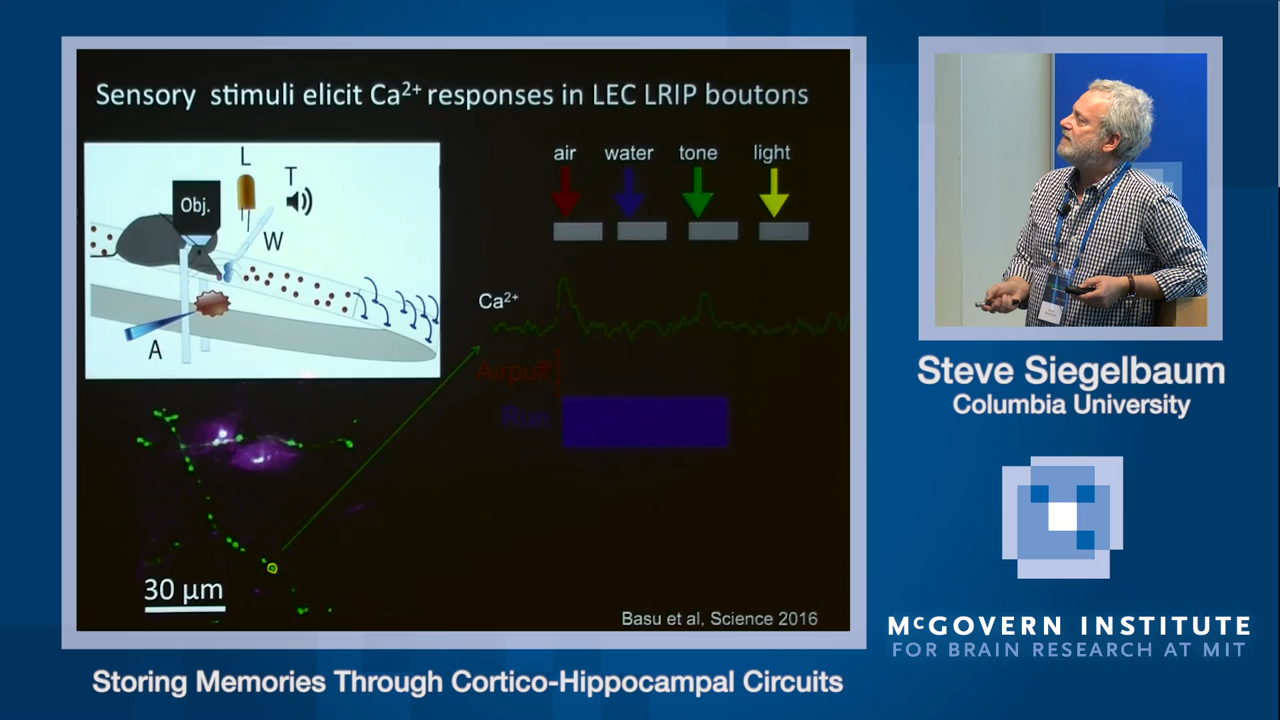 Sensory stimuli elicit Ca²⁺ responses in LEC LRIP boutons
L
T
Obj.
W
A
air water tone light
Ca²⁺
Airpuff
Run
30 µm
Basu et al, Science 2016
Steve Siegelbaum
Columbia University
McGOVERN INSTITUTE
FOR BRAIN RESEARCH AT MIT
Storing Memories Through Cortico-Hippocampal Circuits